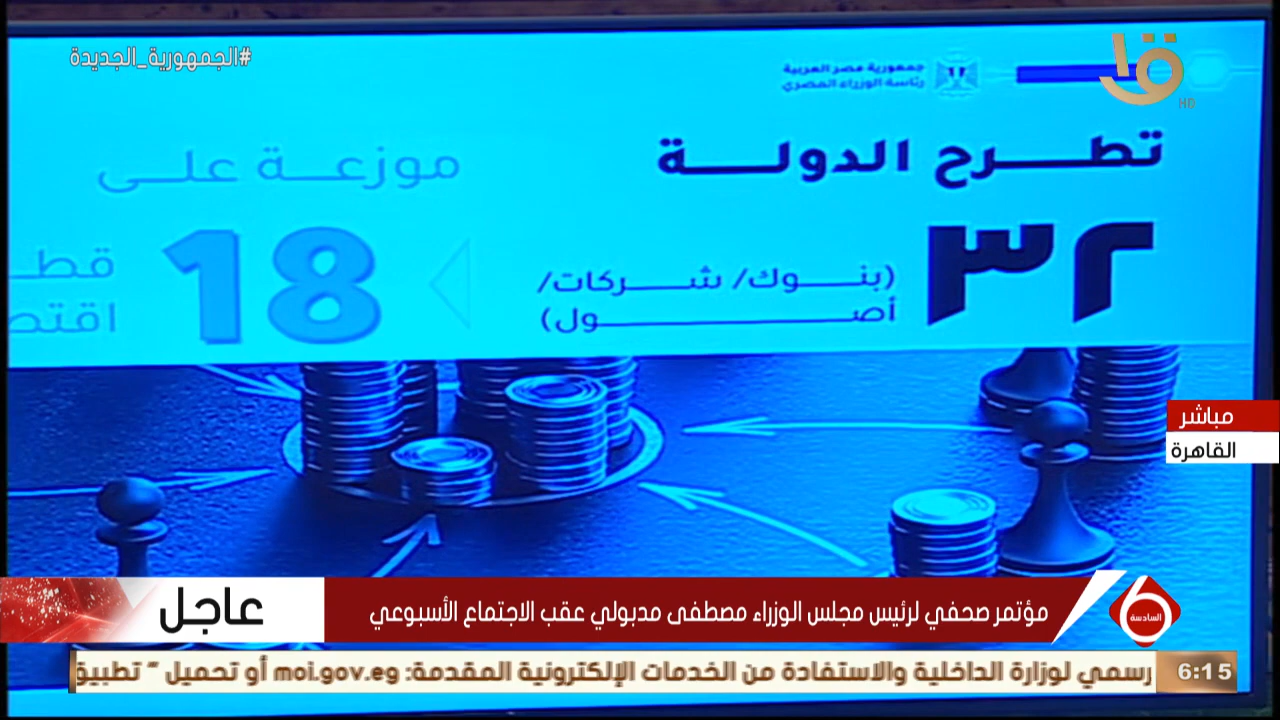 #الجمهورية_الجديدة
جمهورية مصر العربية
رئاسة الوزراء المصري
HD
تطرح الدولة
٣٢
(بنوك/ شركات/
أصول)
موزعة على
18
مباشر
القاهرة
عاجل
مؤتمر صحفي لرئيس مجلس الوزراء مصطفى مدبولي عقب الاجتماع الأسبوعي
السادسة
6:15
رسمي لوزارة الداخلية والاستفادة من الخدمات الإلكترونية المقدمة: moi.gov.eg أو تحميل " تطبيق